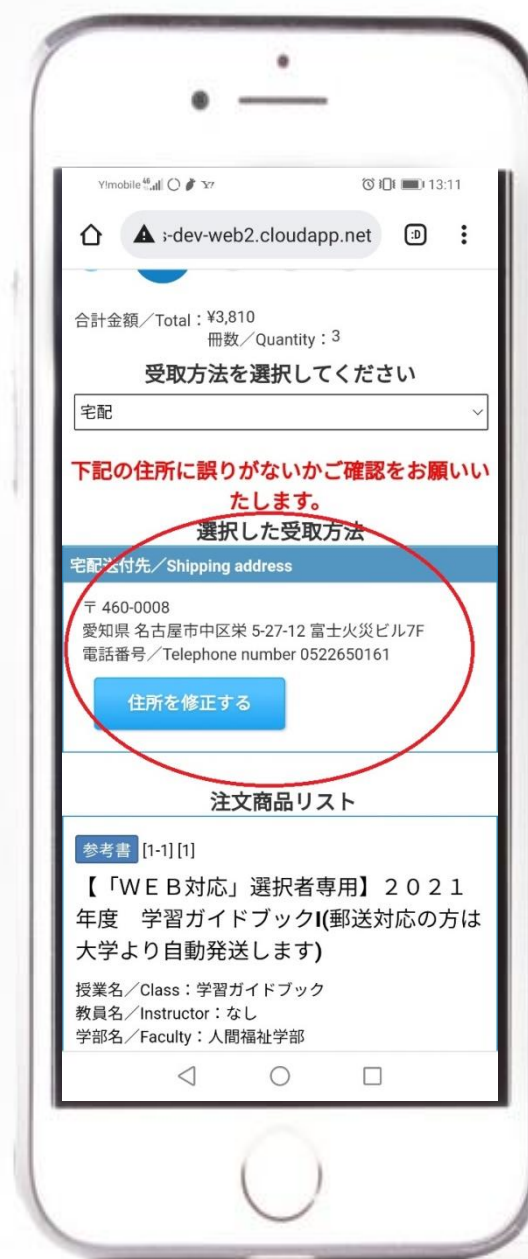 Y!mobile 4G Y7 13:11
s-dev-web2.cloudapp.net :D
合計金額／Total：¥3,810
冊数／Quantity：3
受取方法を選択してください
宅配
下記の住所に誤りがないかご確認をお願いい
たします。
選択した受取方法
宅配送付先／Shipping address
〒 460-0008
愛知県 名古屋市中区栄 5-27-12 富士火災ビル7F
電話番号／Telephone number 0522650161
住所を修正する
注文商品リスト
参考書 [1-1] [1]
【「ＷＥＢ対応」選択者専用】２０２１
年度　学習ガイドブックI(郵送対応の方は
大学より自動発送します)
授業名／Class：学習ガイドブック
教員名／Instructor：なし
学部名／Faculty：人間福祉学部